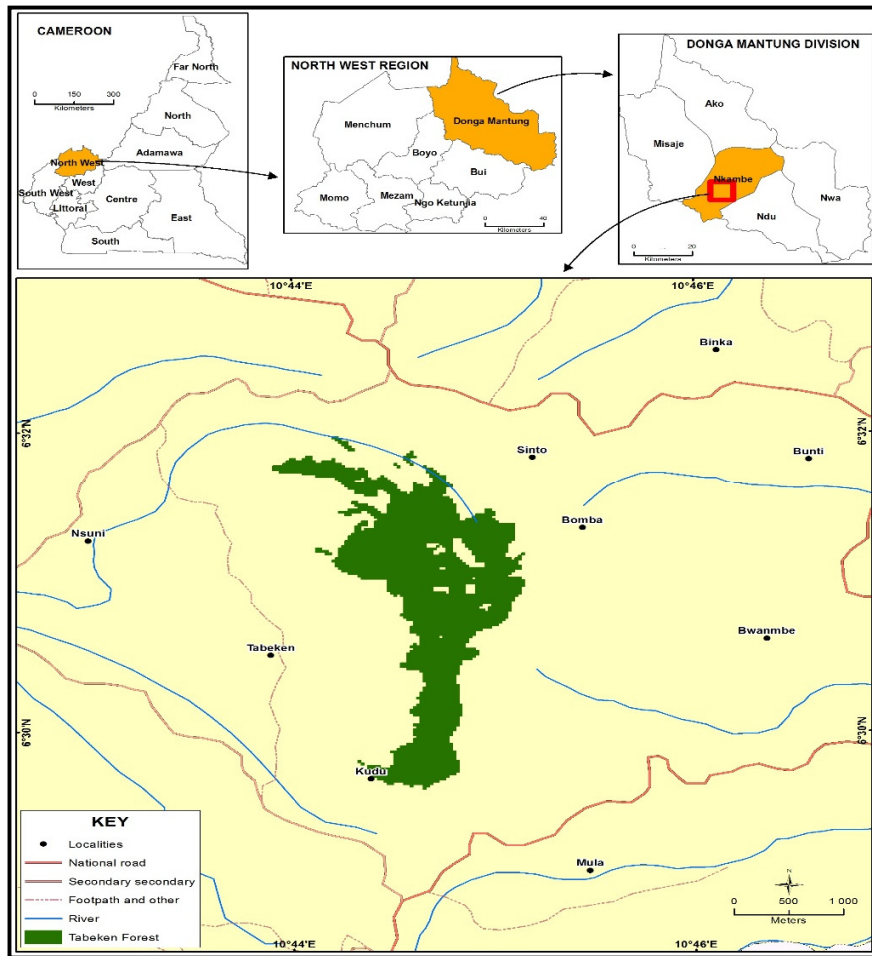 CAMEROON
Far North
0 150 300
Kilometers
North
Adamawa
North West
West
South West
Centre
Littoral
East
South
NORTH WEST REGION
Donga Mantung
Menchum
Boyo
Bui
Momo
Mezam
Ngo Ketunjia
0 40
Kilometers
DONGA MANTUNG DIVISION
Ako
Misaje
Nkambe
Nwa
Ndu
0 20
Kilometers
10°44'E
10°46'E
Binka
6°32'N
6°32'N
Sinto
Bunti
Nsuni
Bomba
Tabeken
Bwanmbe
6°30'N
6°30'N
Kudu
Mula
KEY
Localities
National road
Secondary secondary
Footpath and other
River
Tabeken Forest
N
0 500 1 000
Meters
10°44'E
10°46'E